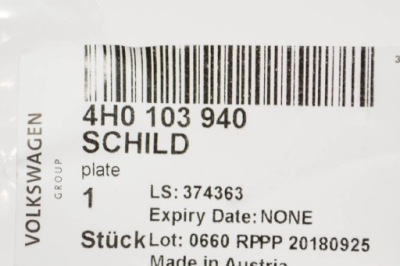 4H0 103 940
SCHILD
plate
1
LS: 374363
Expiry Date: NONE
Stück Lot: 0660 RPPP 20180925
Made in Austria
VOLKSWAGEN
GROUP
3